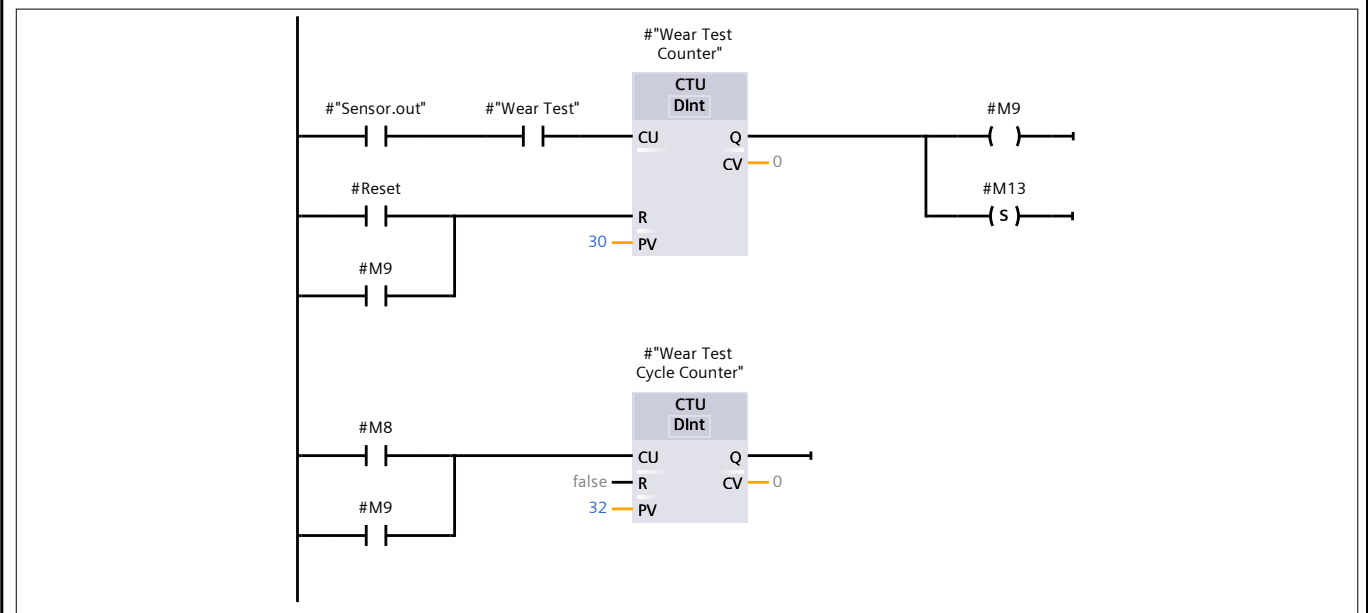 #"Wear Test
Counter"
CTU
DInt
#"Sensor.out"
#"Wear Test"
#M9
CU
Q
CV
0
#Reset
#M13
R
S
30
PV
#M9
#"Wear Test
Cycle Counter"
CTU
DInt
#M8
CU
Q
false
R
CV
0
#M9
32
PV